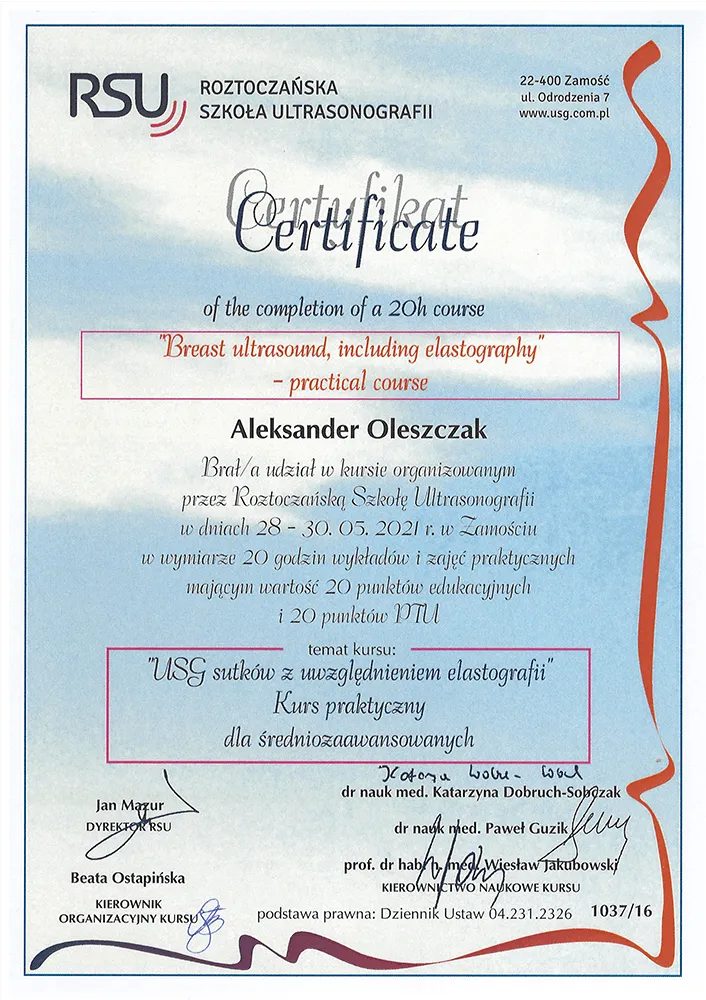 RSU
ROZTOCZAŃSKA
SZKOŁA ULTRASONOGRAFII
22-400 Zamość
ul. Odrodzenia 7
www.usg.com.pl
Certyfikat
Certificate
of the completion of a 20h course
"Breast ultrasound, including elastography"
– practical course
Aleksander Oleszczak
Brał/a udział w kursie organizowanym
przez Roztoczańską Szkołę Ultrasonografii
w dniach 28 – 30. 05. 2021 r. w Zamościu
w wymiarze 20 godzin wykładów i zajęć praktycznych
mającym wartość 20 punktów edukacyjnych
i 20 punktów PTU
temat kursu:
"USG sutków z uwzględnieniem elastografii"
Kurs praktyczny
dla średniozaawansowanych
Jan Mazur
DYREKTOR RSU
Beata Ostapińska
KIEROWNIK
ORGANIZACYJNY KURSU
dr nauk med. Katarzyna Dobruch-Sobczak
dr nauk med. Paweł Guzik
prof. dr hab. n. med. Wiesław Jakubowski
KIEROWNICTWO NAUKOWE KURSU
podstawa prawna: Dziennik Ustaw 04.231.2326
1037/16